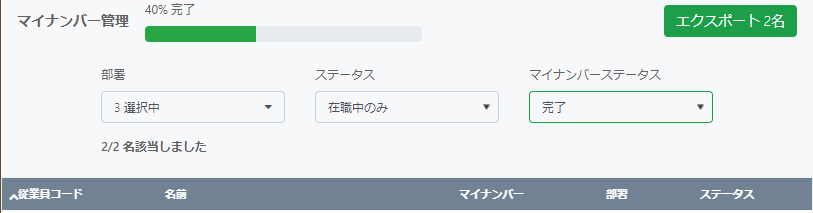 マイナンバー管理
40% 完了
エクスポート 2名
部署
ステータス
マイナンバーステータス
3 選択中
在職中のみ
完了
2/2 名該当しました
従業員コード
名前
マイナンバー
部署
ステータス